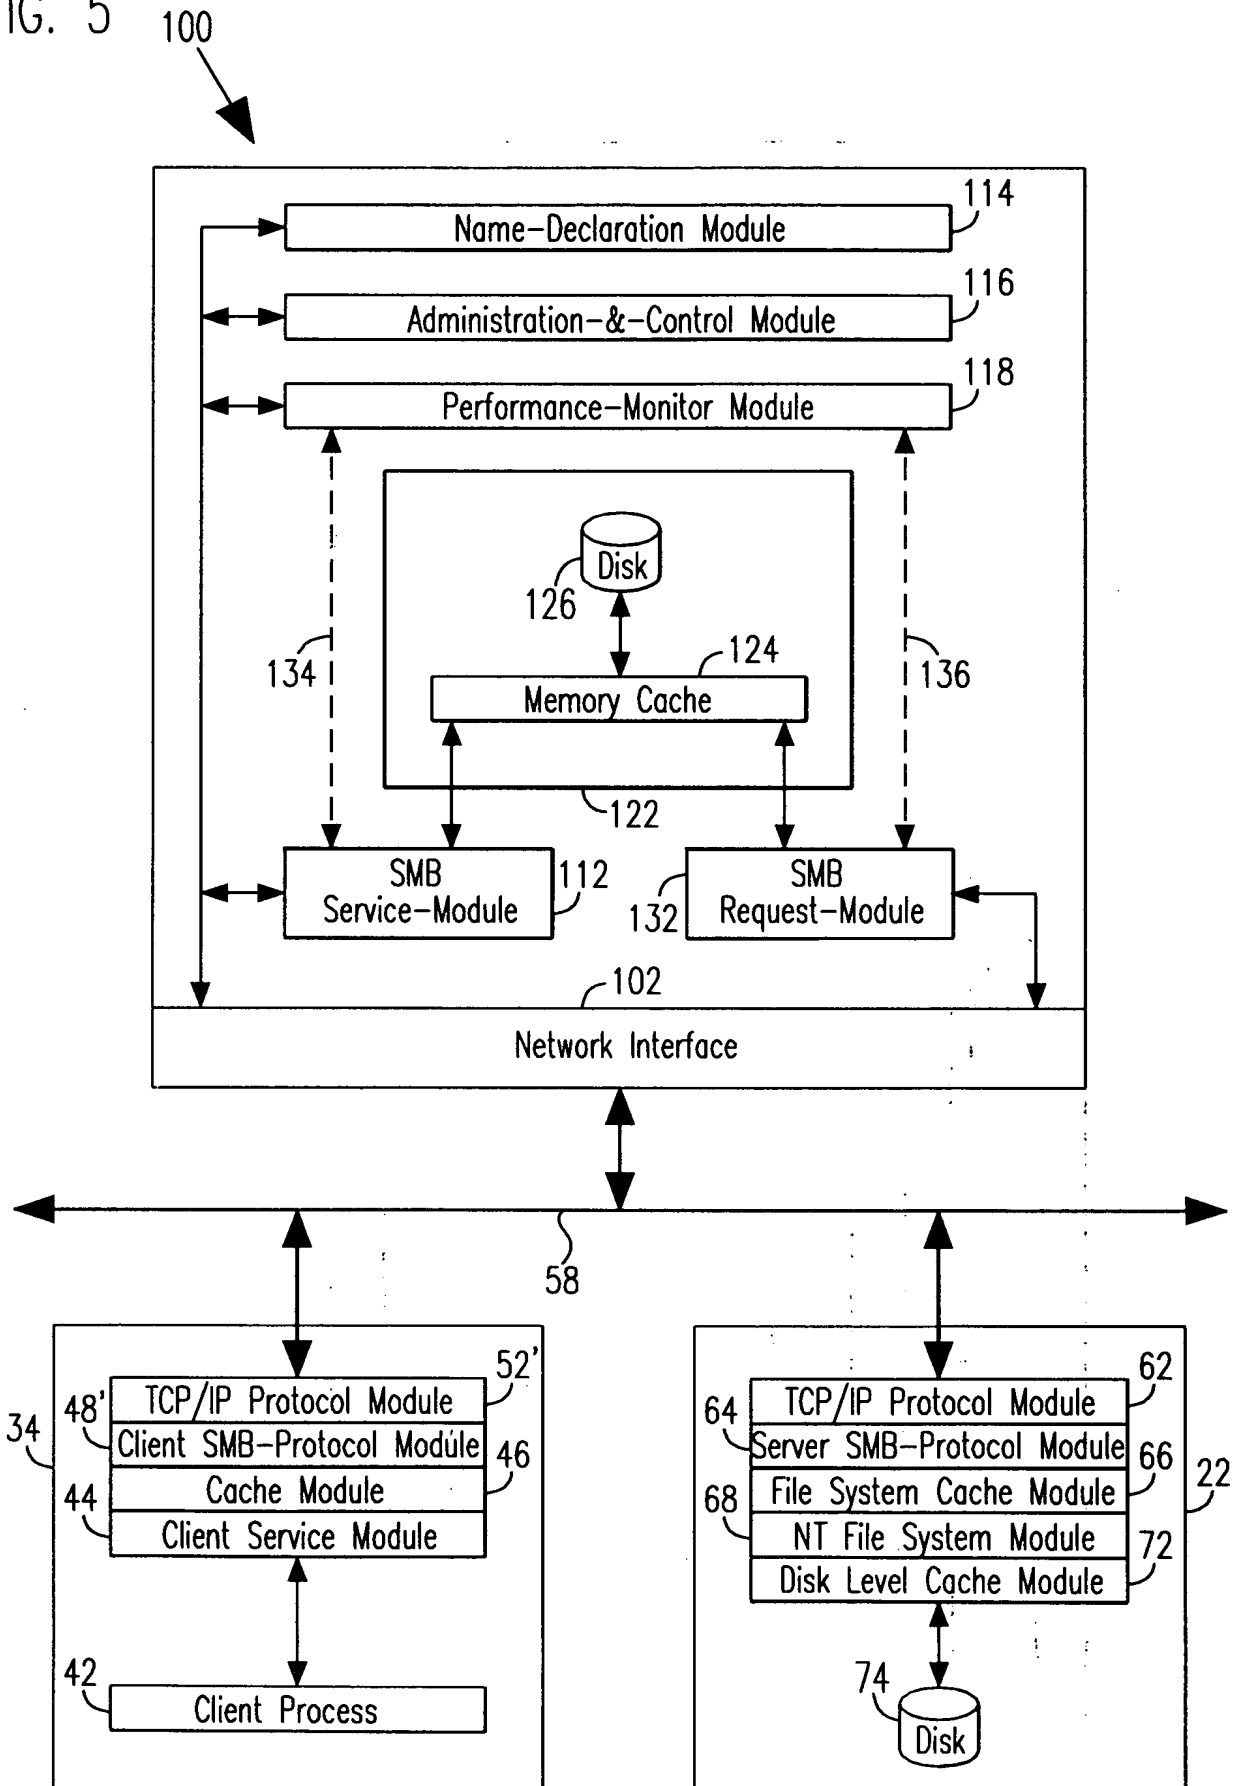 IG. 5
100
114
Name-Declaration Module
116
Administration-&-Control Module
118
Performance-Monitor Module
Disk
126
134
124
136
Memory Cache
122
SMB
Service-Module
112
132
SMB
Request-Module
102
Network Interface
58
52'
TCP/IP Protocol Module
48'
34
Client SMB-Protocol Module
46
Cache Module
44
Client Service Module
42
Client Process
62
TCP/IP Protocol Module
64
Server SMB-Protocol Module
66
22
File System Cache Module
68
NT File System Module
72
Disk Level Cache Module
74
Disk